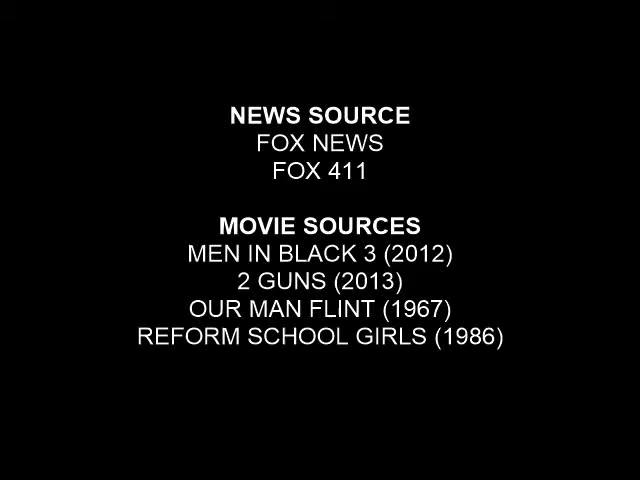 NEWS SOURCE
FOX NEWS
FOX 411
MOVIE SOURCES
MEN IN BLACK 3 (2012)
2 GUNS (2013)
OUR MAN FLINT (1967)
REFORM SCHOOL GIRLS (1986)